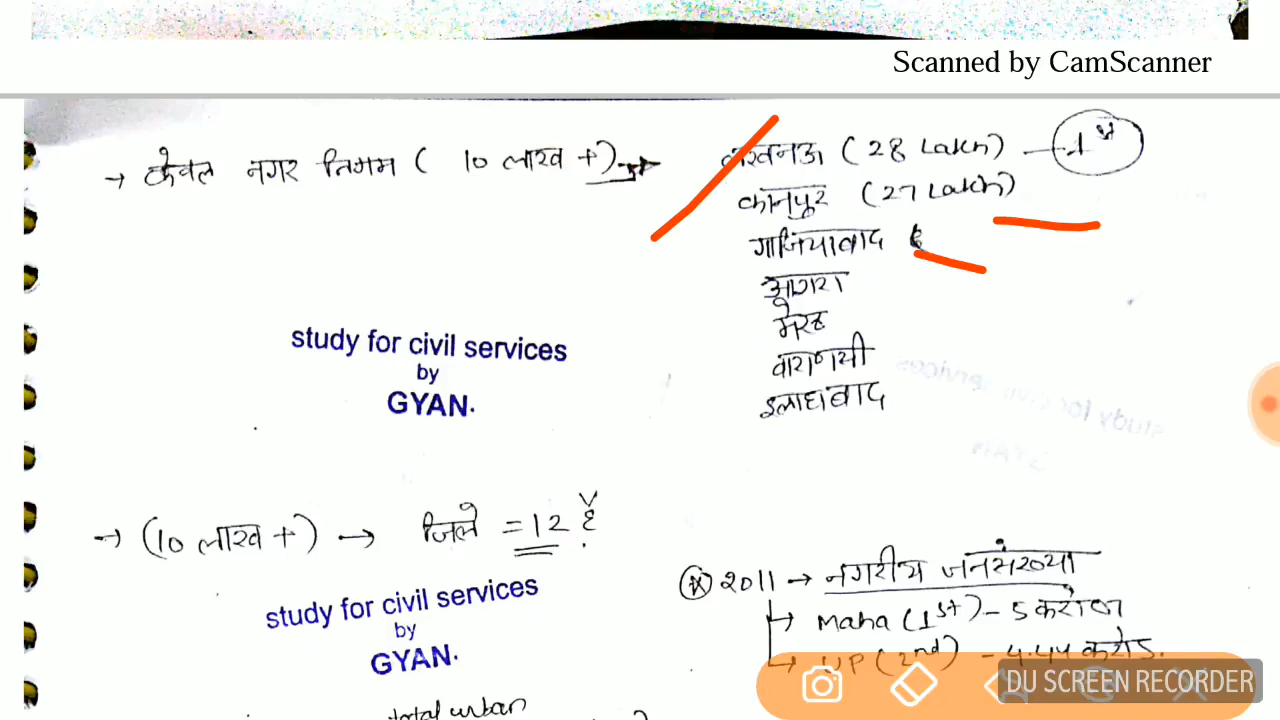 Scanned by CamScanner
→ केवल नगर निगम ( 10 लाख +) →
लखनऊ (28 Lakh) — 1st
कानपुर (27 Lakh)
गाजियाबाद (
आगरा
मेरठ
वाराणसी
इलाहाबाद
study for civil services
by
GYAN.
→ (10 लाख +) → जिले = 12 है
study for civil services
by
GYAN.
2011 → नगरीय जनसंख्या
→ Maha (1st) - 5 करोड़
→ UP (2nd) - 4.44 करोड़.
total urban
DU SCREEN RECORDER